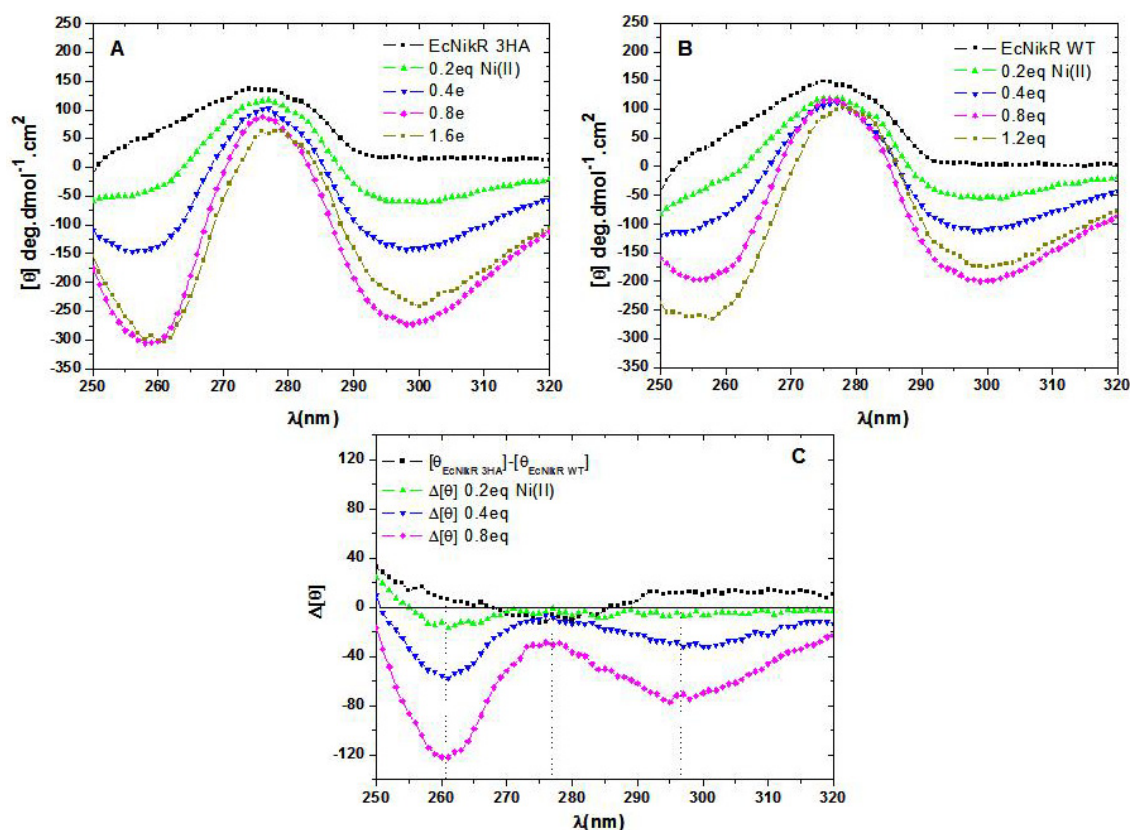 A
EcNikR 3HA
0.2eq Ni(II)
0.4e
0.8e
1.6e
[θ] deg.dmol⁻¹.cm²
250
200
150
100
50
0
-50
-100
-150
-200
-250
-300
-350
250 260 270 280 290 300 310 320
λ(nm)
B
EcNikR WT
0.2eq Ni(II)
0.4eq
0.8eq
1.2eq
[θ] deg.dmol⁻¹.cm²
250
200
150
100
50
0
-50
-100
-150
-200
-250
-300
-350
250 260 270 280 290 300 310 320
λ(nm)
C
[θEcNikR 3HA]-[θEcNikR WT]
Δ[θ] 0.2eq Ni(II)
Δ[θ] 0.4eq
Δ[θ] 0.8eq
Δ[θ]
120
80
40
0
-40
-80
-120
250 260 270 280 290 300 310 320
λ(nm)